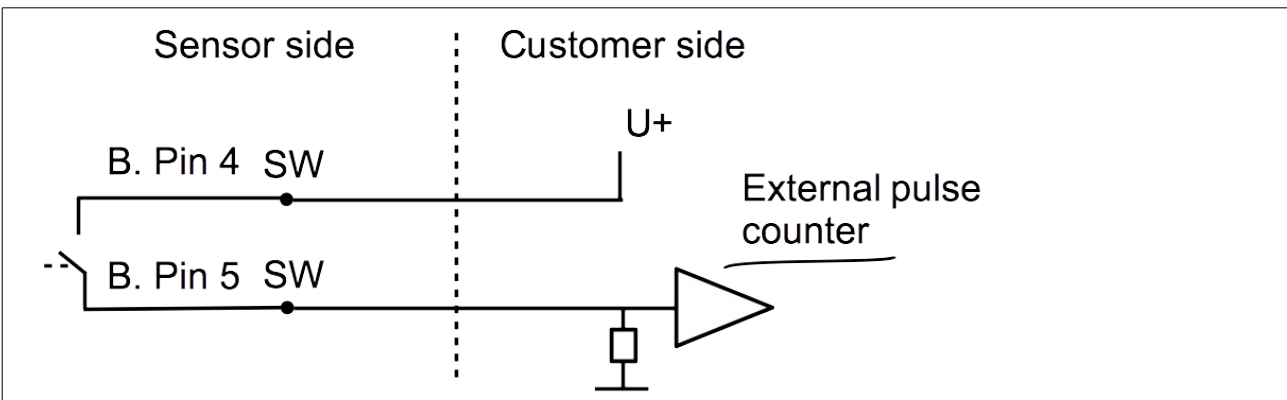 Sensor side
Customer side
U+
B. Pin 4 SW
External pulse
counter
B. Pin 5 SW